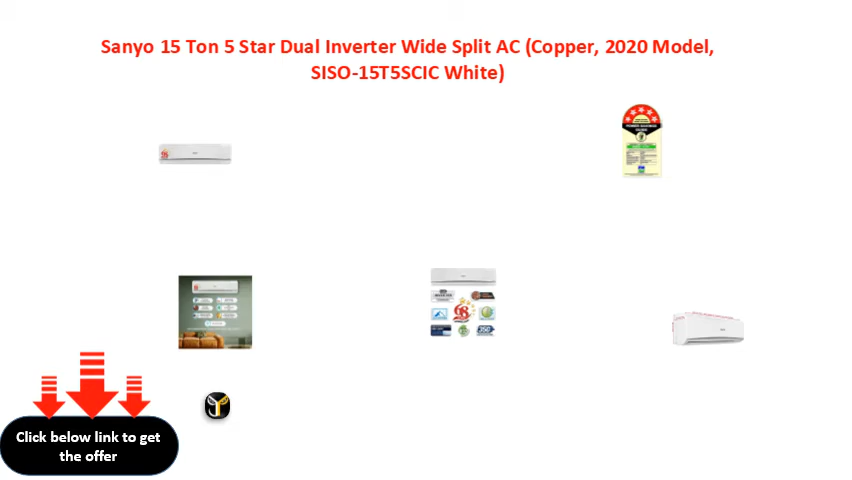 Sanyo 15 Ton 5 Star Dual Inverter Wide Split AC (Copper, 2020 Model,
SISO-15T5SCIC White)
Click below link to get
the offer